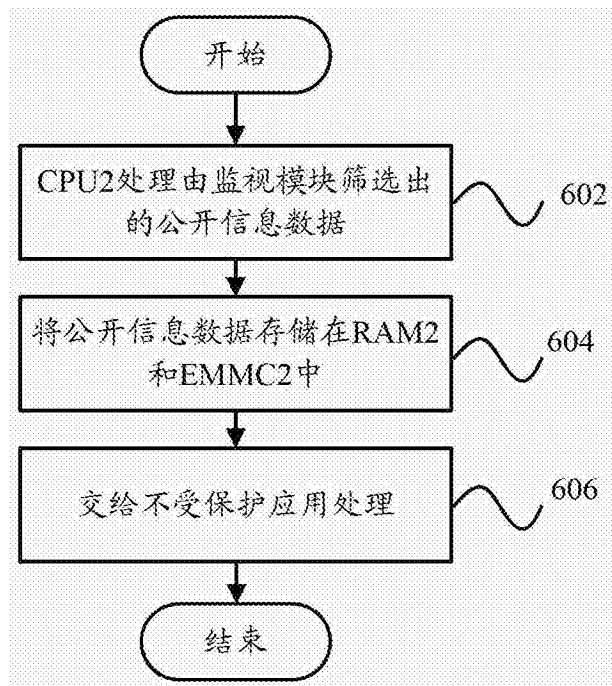 开始
CPU2处理由监视模块筛选出
的公开信息数据
602
将公开信息数据存储在RAM2
和EMMC2中
604
交给不受保护应用处理
606
结束